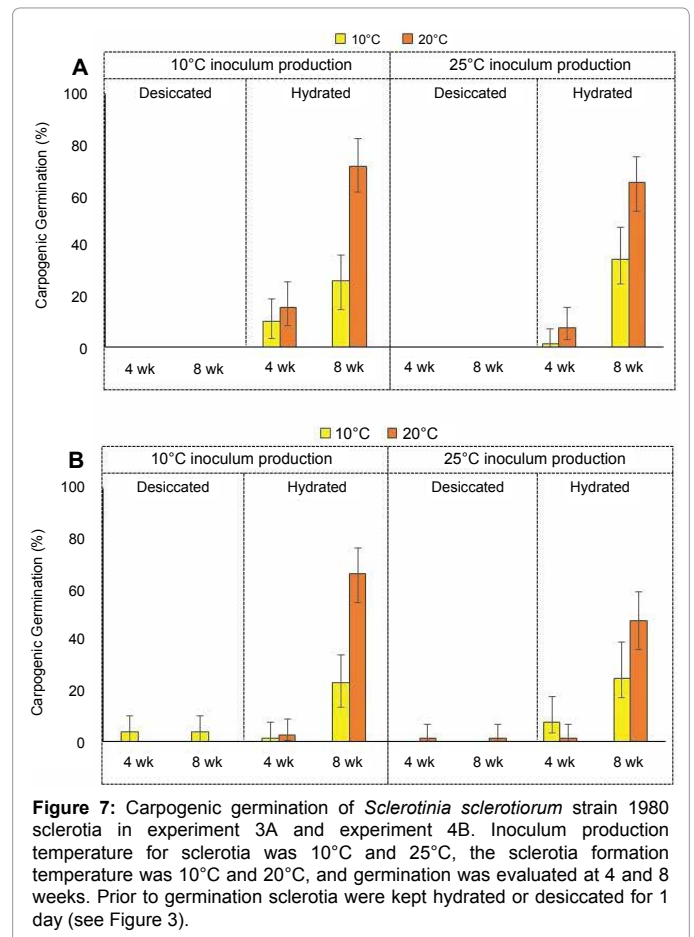 10°C 20°C
A
10°C inoculum production 25°C inoculum production
Desiccated Hydrated Desiccated Hydrated
Carpogenic Germination (%)
100
80
60
40
20
0
4 wk 8 wk 4 wk 8 wk 4 wk 8 wk 4 wk 8 wk
10°C 20°C
B
10°C inoculum production 25°C inoculum production
Desiccated Hydrated Desiccated Hydrated
Carpogenic Germination (%)
100
80
60
40
20
0
4 wk 8 wk 4 wk 8 wk 4 wk 8 wk 4 wk 8 wk
Figure 7: Carpogenic germination of Sclerotinia sclerotiorum strain 1980
sclerotia in experiment 3A and experiment 4B. Inoculum production
temperature for sclerotia was 10°C and 25°C, the sclerotia formation
temperature was 10°C and 20°C, and germination was evaluated at 4 and 8
weeks. Prior to germination sclerotia were kept hydrated or desiccated for 1
day (see Figure 3).